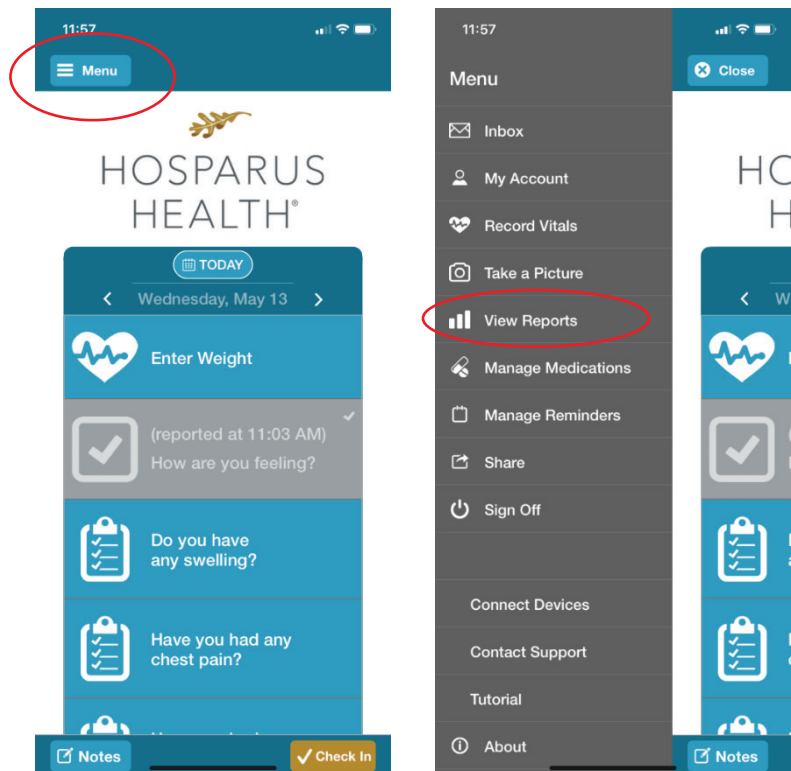 11:57
Menu
HOSPARUS
HEALTH®
TODAY
Wednesday, May 13
Enter Weight
(reported at 11:03 AM)
How are you feeling?
Do you have
any swelling?
Have you had any
chest pain?
Notes
Check In
11:57
Menu
Inbox
My Account
Record Vitals
Take a Picture
View Reports
Manage Medications
Manage Reminders
Share
Sign Off
Connect Devices
Contact Support
Tutorial
About
Close
HO
H
W
Notes